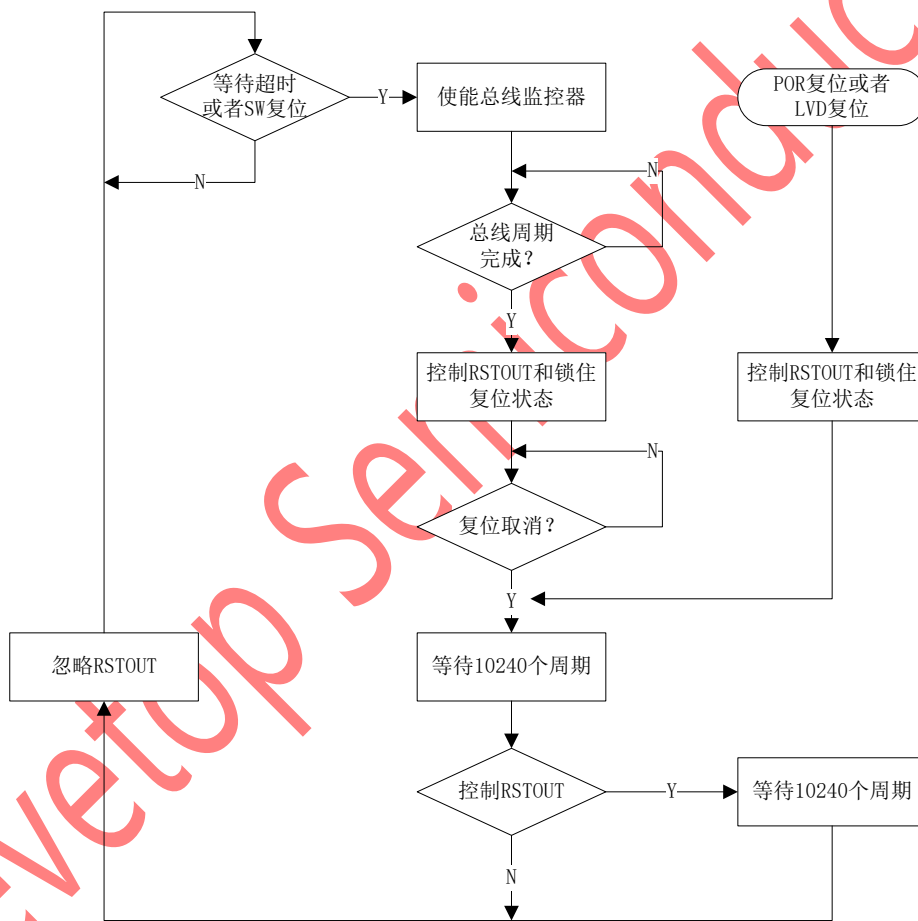 等待超时
或者SW复位
Y
使能总线监控器
POR复位或者
LVD复位
N
N
总线周期
完成?
Y
控制RSTOUT和锁住
复位状态
控制RSTOUT和锁住
复位状态
N
复位取消?
Y
忽略RSTOUT
等待10240个周期
控制RSTOUT
Y
等待10240个周期
N
evetop Semiconduc